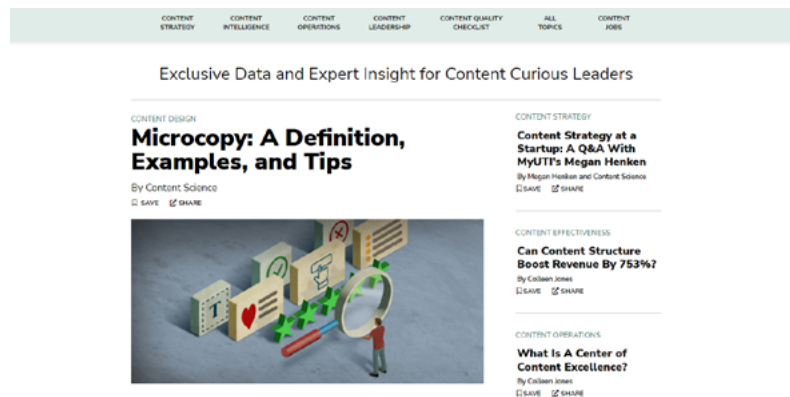 CONTENT STRATEGY
CONTENT INTELLIGENCE
CONTENT OPERATIONS
CONTENT LEADERSHIP
CONTENT QUALITY CHECKLIST
ALL TOPICS
CONTENT JOBS
Exclusive Data and Expert Insight for Content Curious Leaders
CONTENT DESIGN
Microcopy: A Definition,
Examples, and Tips
By Content Science
SAVE SHARE
T
CONTENT STRATEGY
Content Strategy at a
Startup: A Q&A With
MyUTI's Megan Henken
By Megan Henken and Content Science
SAVE SHARE
CONTENT EFFECTIVENESS
Can Content Structure
Boost Revenue By 753%?
By Colleen Jones
SAVE SHARE
CONTENT OPERATIONS
What Is A Center of
Content Excellence?
By Colleen Jones
SAVE SHARE